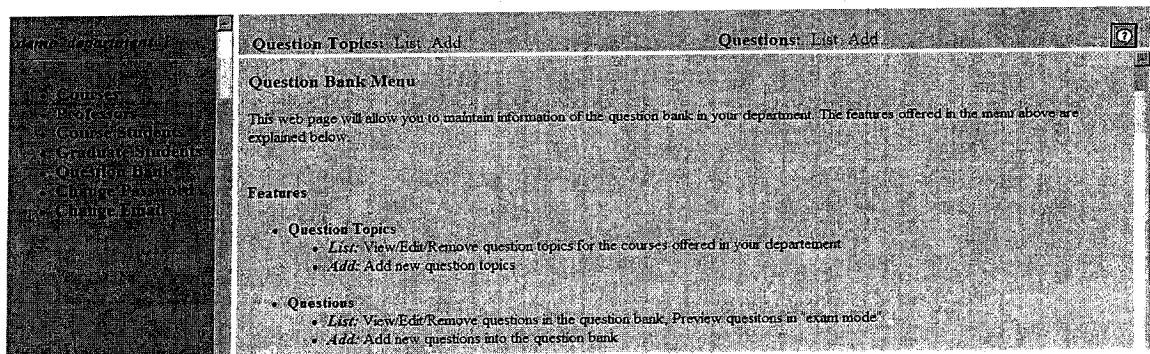 demo_department_1
Courses
Professors
Course Students
Graduate Students
Question Bank
Change Password
Change Email
Question Topics: List Add Questions: List Add
Question Bank Menu
This web page will allow you to maintain information of the question bank in your department. The features offered in the menu above are
explained below.
Features
Question Topics
List: View/Edit/Remove question topics for the courses offered in your departement
Add: Add new question topics
Questions
List: View/Edit/Remove questions in the question bank, Preview quesitons in "exam mode"
Add: Add new questions into the question bank